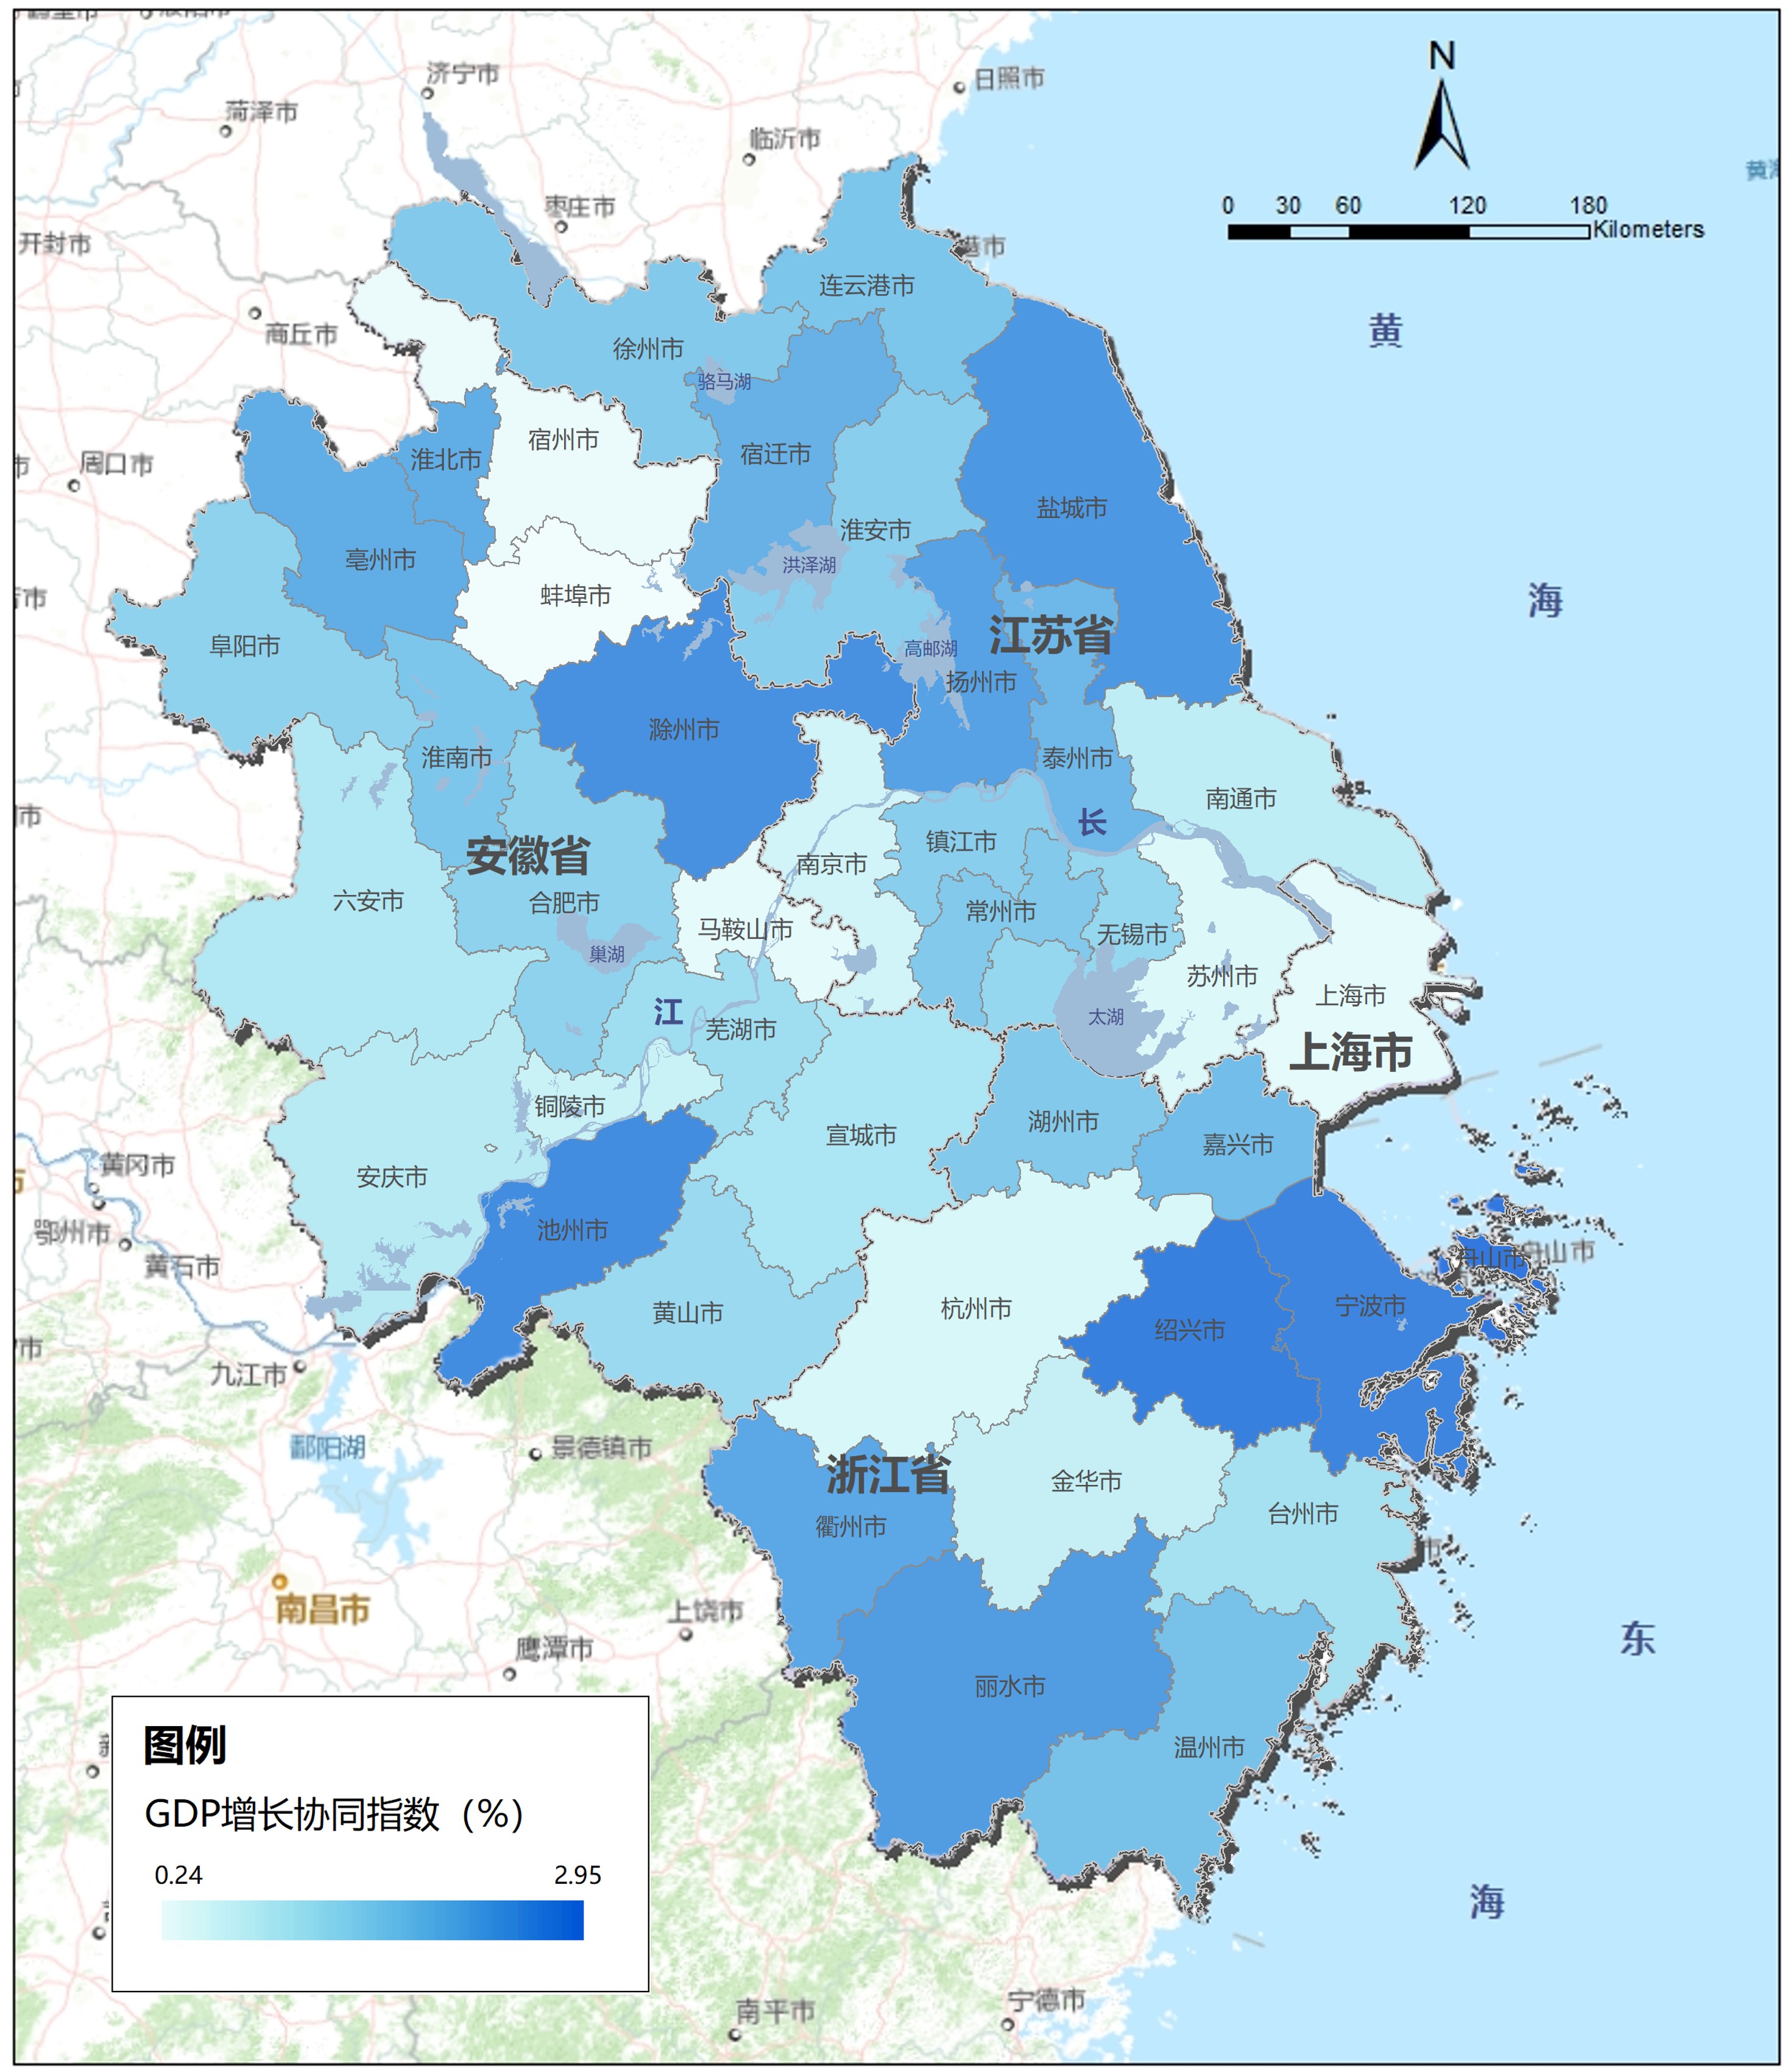 济宁市
日照市
菏泽市
临沂市
枣庄市
开封市
港市
商丘市
周口市
N
0 30 60 120 180
Kilometers
黄
海
连云港市
徐州市
骆马湖
宿州市
淮北市
宿迁市
盐城市
淮安市
亳州市
洪泽湖
蚌埠市
阜阳市
江苏省
高邮湖
扬州市
滁州市
淮南市
泰州市
南通市
长
镇江市
安徽省
南京市
六安市
合肥市
常州市
马鞍山市
无锡市
巢湖
苏州市
上海市
江
芜湖市
太湖
上海市
铜陵市
湖州市
宣城市
嘉兴市
黄冈市
安庆市
鄂州市
池州市
舟山市
舟山市
黄石市
黄山市
杭州市
宁波市
绍兴市
九江市
鄱阳湖
景德镇市
浙江省
金华市
台州市
衢州市
南昌市
上饶市
鹰潭市
东
海
丽水市
温州市
图例
GDP增长协同指数（%）
0.24 2.95
南平市
宁德市